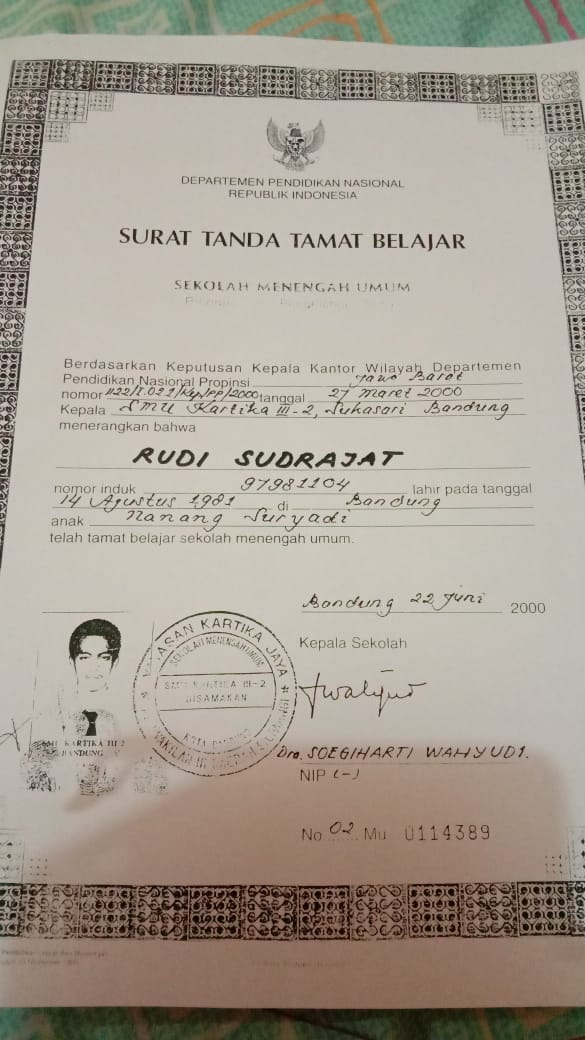 DEPARTEMEN PENDIDIKAN NASIONAL
REPUBLIK INDONESIA
SURAT TANDA TAMAT BELAJAR
SEKOLAH MENENGAH UMUM
Berdasarkan Keputusan Kepala Kantor Wilayah Departemen
Pendidikan Nasional Propinsi Jawa Barat
nomor 1122/I.02.1/Kep/PP/2000 tanggal 27 Maret 2000
Kepala SMU Kartika III-2, Sukasari Bandung
menerangkan bahwa
RUDI SUDRAJAT
nomor induk 97981104 lahir pada tanggal
14 Agustus 1981 di Bandung
anak Nanang Suryadi
telah tamat belajar sekolah menengah umum.
Bandung 22 Juni 2000
Kepala Sekolah
YAYASAN KARTIKA JAYA
SEKOLAH MENENGAH UMUM
SMU KARTIKA III-2
DISAMAKAN
KOTA BANDUNG
SMU KARTIKA III-2
BANDUNG
Dra. SOEGIHARTI WAHYUDI.
NIP (-)
No 02 Mu 0114389